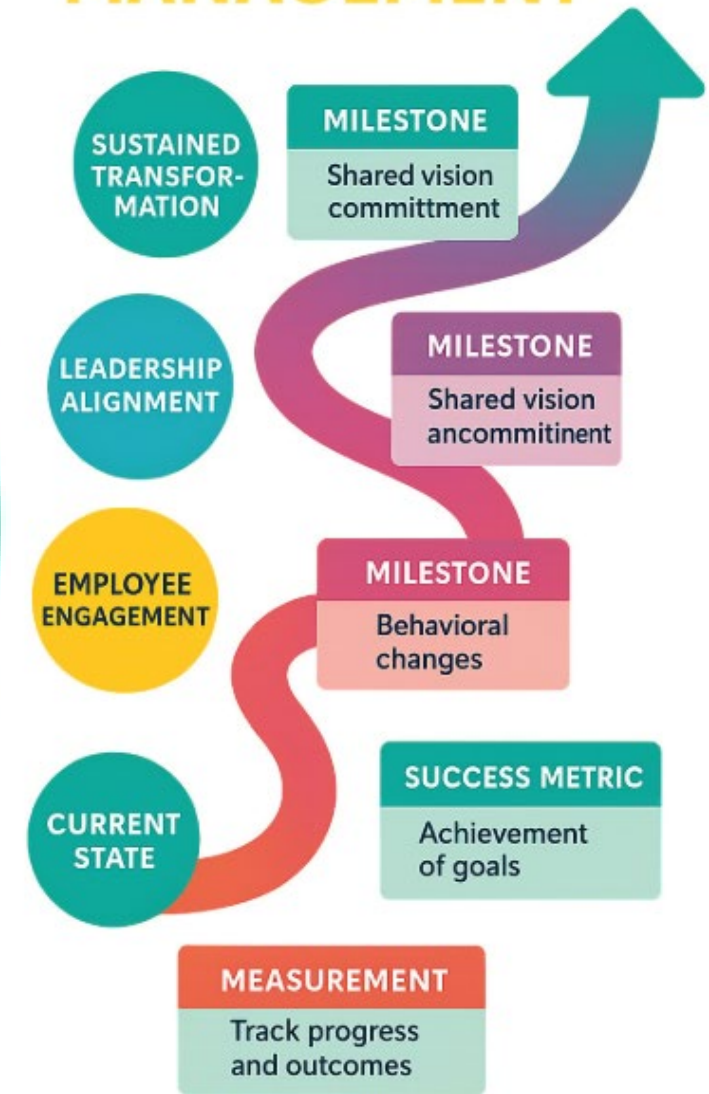 MANAGEMENT
SUSTAINED
TRANSFOR-
MATION
MILESTONE
Shared vision
committment
LEADERSHIP
ALIGNMENT
MILESTONE
Shared vision
ancommitinent
EMPLOYEE
ENGAGEMENT
MILESTONE
Behavioral
changes
CURRENT
STATE
SUCCESS METRIC
Achievement
of goals
MEASUREMENT
Track progress
and outcomes